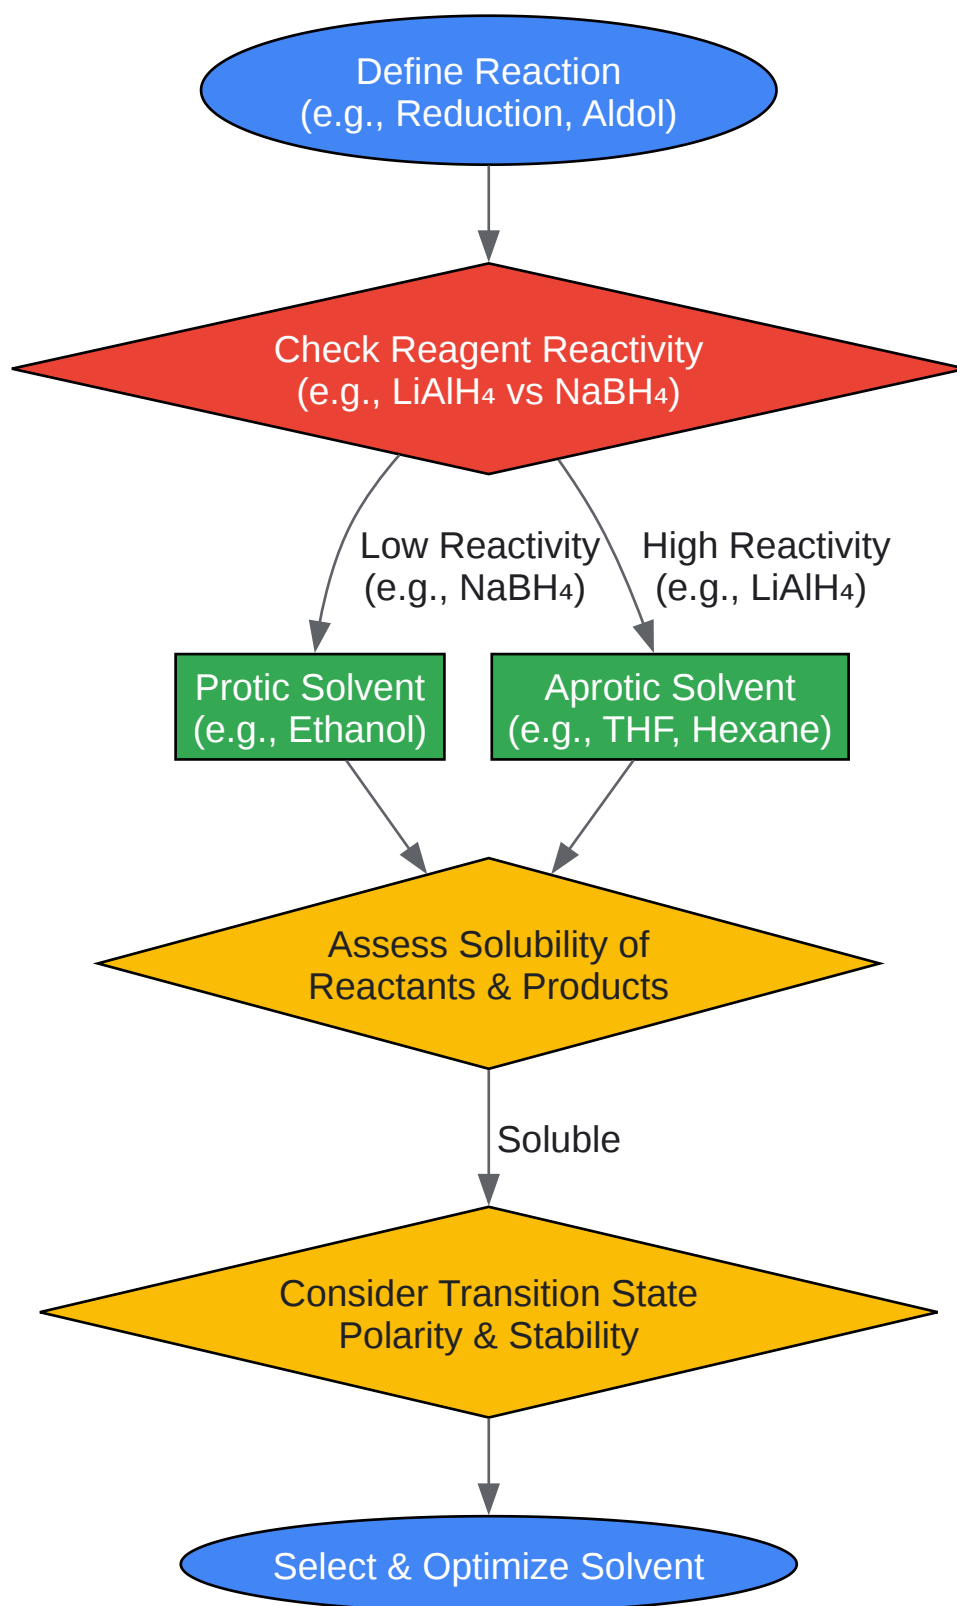 Define Reaction
(e.g., Reduction, Aldol)
Check Reagent Reactivity
(e.g., LiAlH₄ vs NaBH₄)
Low Reactivity
(e.g., NaBH₄)
High Reactivity
(e.g., LiAlH₄)
Protic Solvent
(e.g., Ethanol)
Aprotic Solvent
(e.g., THF, Hexane)
Assess Solubility of
Reactants & Products
Soluble
Consider Transition State
Polarity & Stability
Select & Optimize Solvent